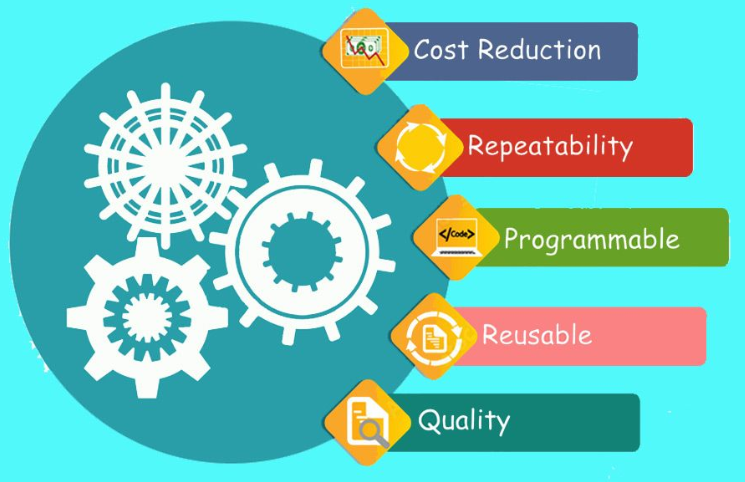 Cost Reduction
Repeatability
</Code>
Programmable
Reusable
Quality